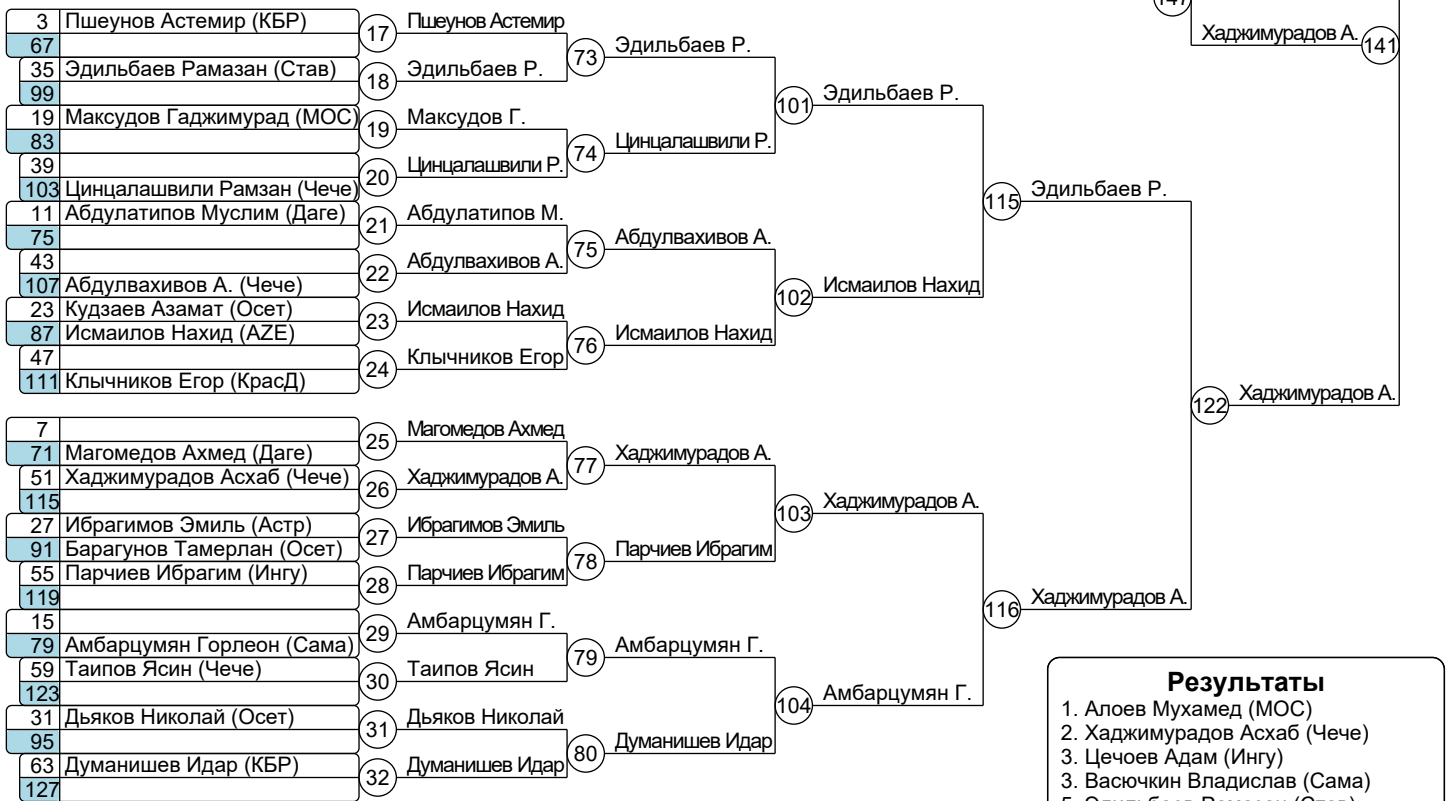 147
Хаджимурадов А.
141
3 Пшеунов Астемир (КБР)
67
17
Пшеунов Астемир
35 Эдильбаев Рамазан (Став)
99
18
Эдильбаев Р.
73
Эдильбаев Р.
19 Максудов Гаджимурад (МОС)
83
19
Максудов Г.
39
103 Цинцалашвили Рамзан (Чече)
20
Цинцалашвили Р.
74
Цинцалашвили Р.
101
Эдильбаев Р.
11 Абдулатипов Муслим (Даге)
75
21
Абдулатипов М.
43
107 Абдулвахивов А. (Чече)
22
Абдулвахивов А.
75
Абдулвахивов А.
23 Кудзаев Азамат (Осет)
87 Исмаилов Нахид (AZE)
23
Исмаилов Нахид
47
111 Клычников Егор (КрасД)
24
Клычников Егор
76
Исмаилов Нахид
102
Исмаилов Нахид
115
Эдильбаев Р.
7
71 Магомедов Ахмед (Даге)
25
Магомедов Ахмед
51 Хаджимурадов Асхаб (Чече)
115
26
Хаджимурадов А.
77
Хаджимурадов А.
27 Ибрагимов Эмиль (Астр)
91 Барагунов Тамерлан (Осет)
27
Ибрагимов Эмиль
55 Парчиев Ибрагим (Ингу)
119
28
Парчиев Ибрагим
78
Парчиев Ибрагим
103
Хаджимурадов А.
15
79 Амбарцумян Горлеон (Сама)
29
Амбарцумян Г.
59 Таипов Ясин (Чече)
123
30
Таипов Ясин
79
Амбарцумян Г.
31 Дьяков Николай (Осет)
95
31
Дьяков Николай
63 Думанишев Идар (КБР)
127
32
Думанишев Идар
80
Думанишев Идар
104
Амбарцумян Г.
116
Хаджимурадов А.
122
Хаджимурадов А.
Результаты
1. Алоев Мухамед (МОС)
2. Хаджимурадов Асхаб (Чече)
3. Цечоев Адам (Ингу)
3. Васючкин Владислав (Сама)
5. Эдильбаев Рамазан (Став)